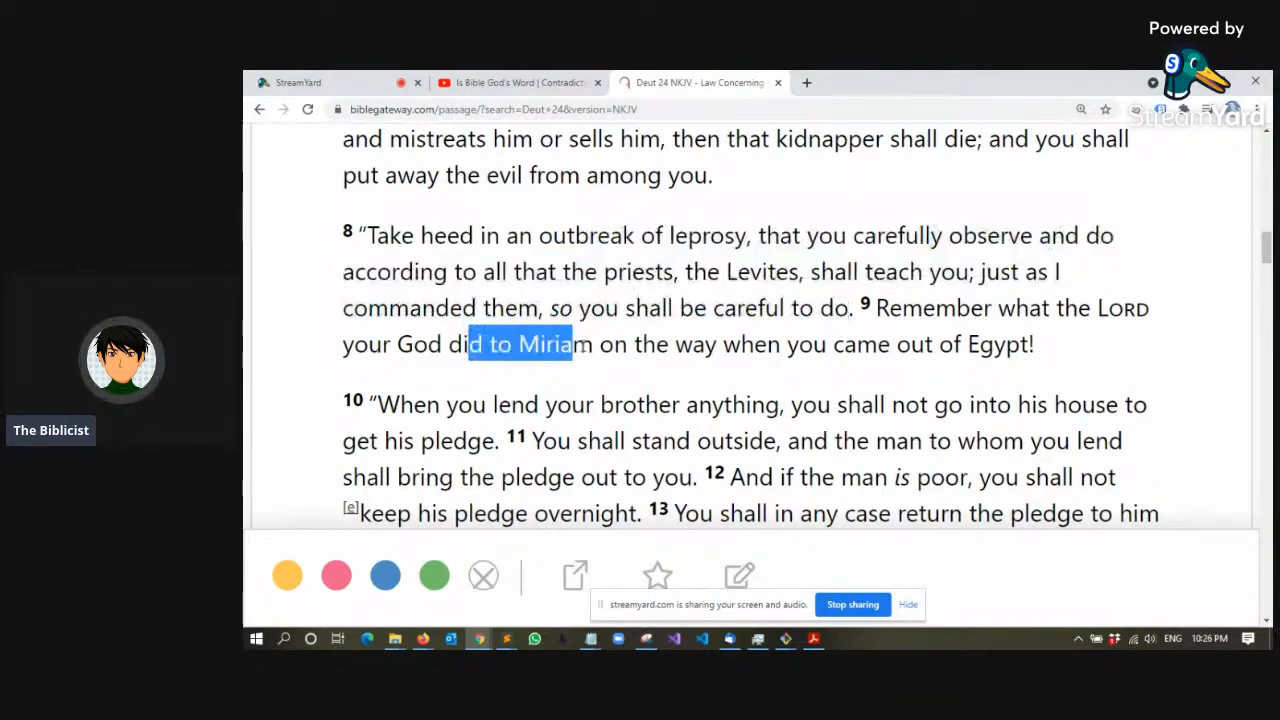 Powered by
S
StreamYard
StreamYard
Is Bible God's Word | Contradicti
Deut 24 NKJV - Law Concerning
biblegateway.com/passage/?search=Deut+24&version=NKJV
and mistreats him or sells him, then that kidnapper shall die; and you shall
put away the evil from among you.
8 “Take heed in an outbreak of leprosy, that you carefully observe and do
according to all that the priests, the Levites, shall teach you; just as I
commanded them, so you shall be careful to do. 9 Remember what the LORD
your God did to Miriam on the way when you came out of Egypt!
10 “When you lend your brother anything, you shall not go into his house to
get his pledge. 11 You shall stand outside, and the man to whom you lend
shall bring the pledge out to you. 12 And if the man is poor, you shall not
[e]keep his pledge overnight. 13 You shall in any case return the pledge to him
The Biblicist
streamyard.com is sharing your screen and audio.
Stop sharing
Hide
ENG
10:26 PM